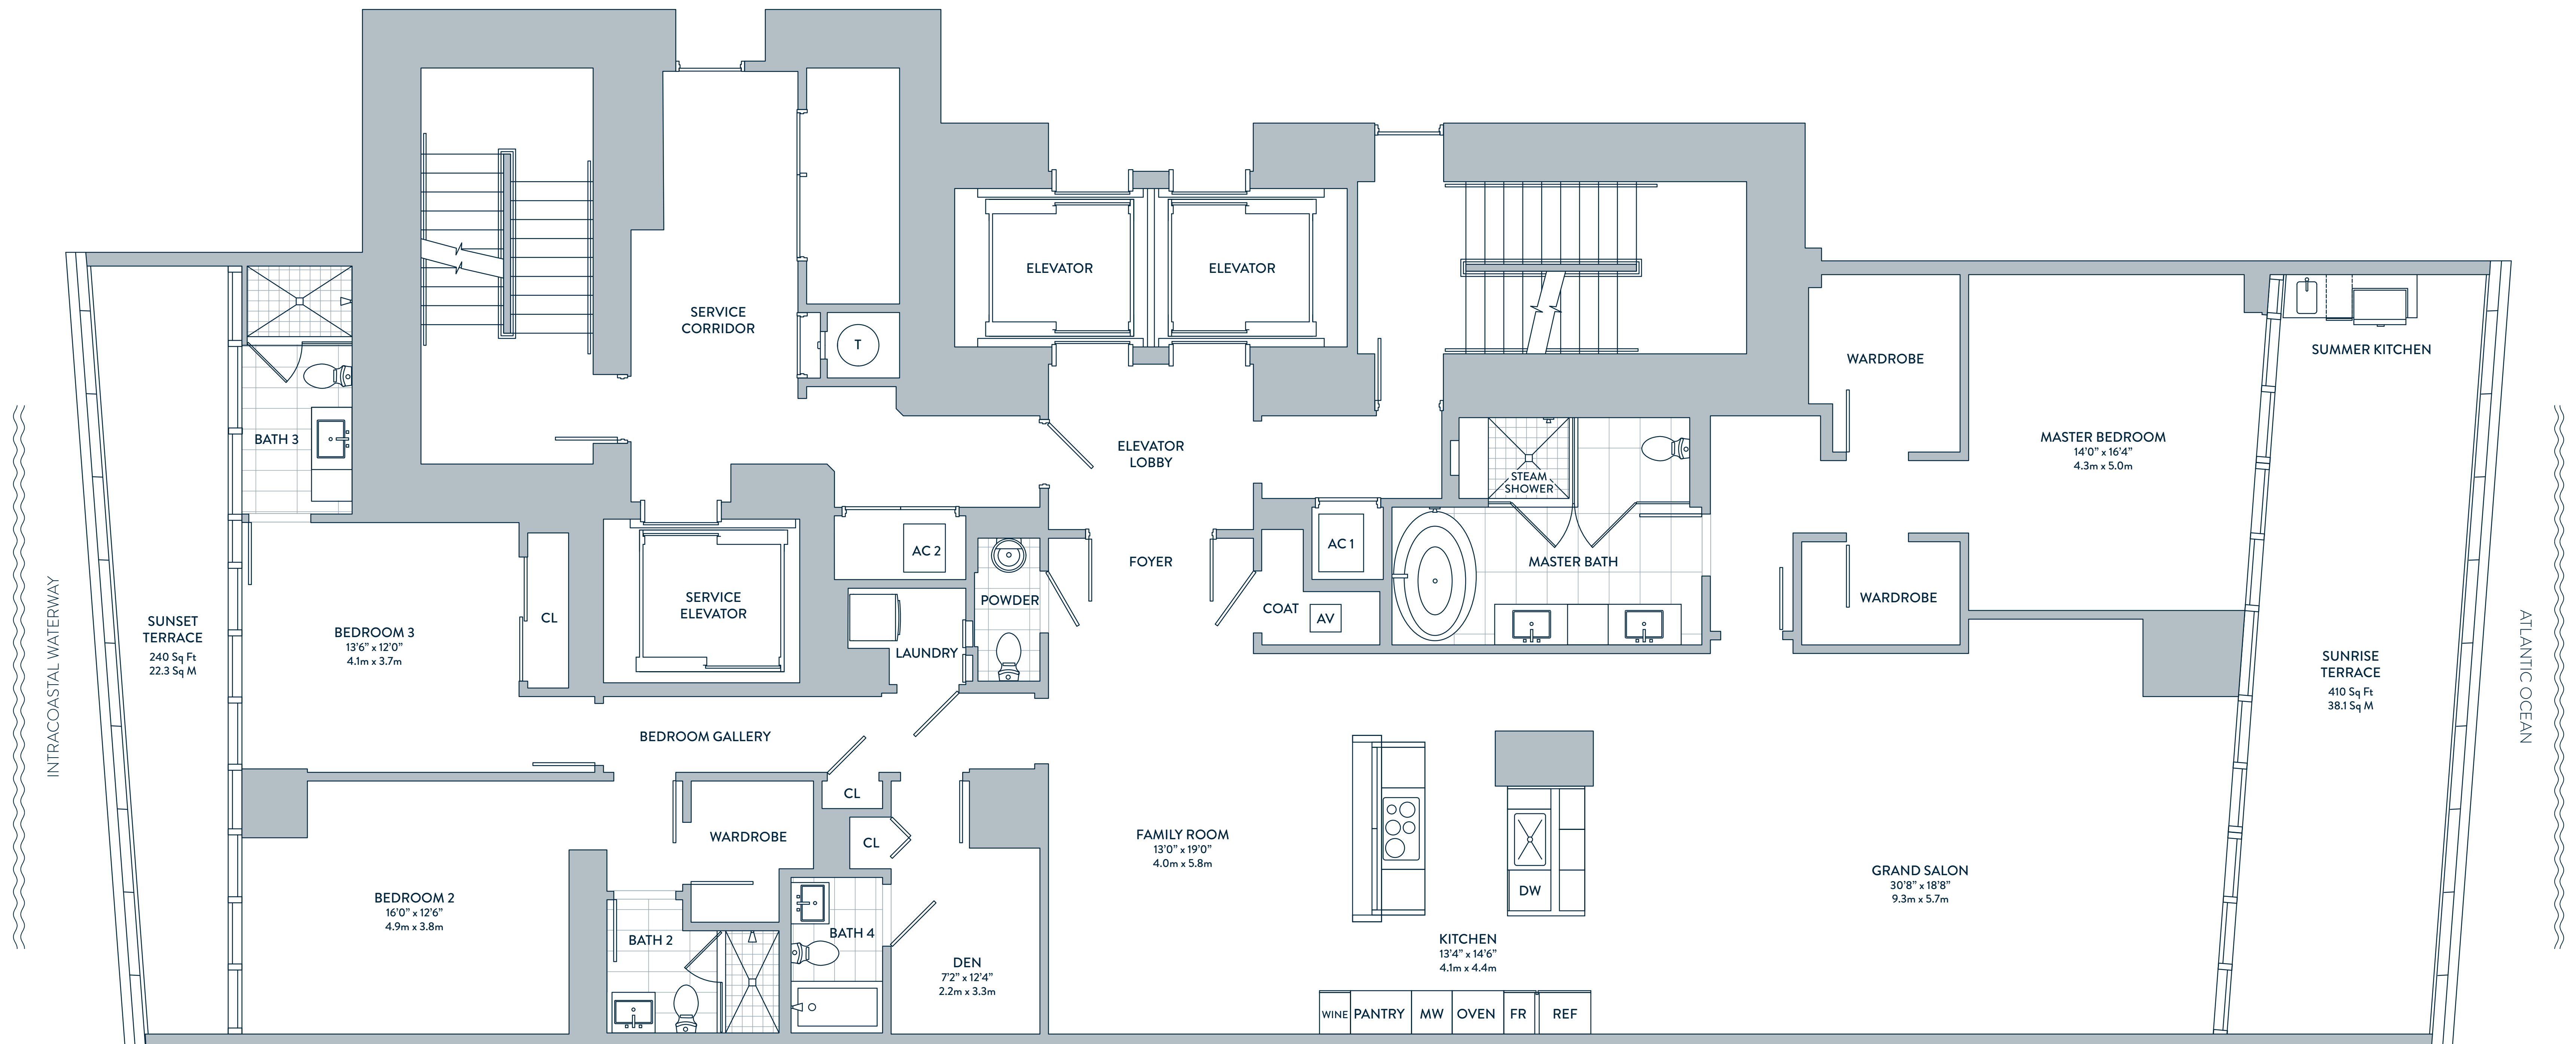 INTRACOASTAL WATERWAY
SUNSET
TERRACE
240 Sq Ft
22.3 Sq M
BATH 3
BEDROOM 3
13'6" x 12'0"
4.1m x 3.7m
CL
BEDROOM 2
16'0" x 12'6"
4.9m x 3.8m
SERVICE
CORRIDOR
T
SERVICE
ELEVATOR
AC 2
LAUNDRY
POWDER
BEDROOM GALLERY
CL
CL
WARDROBE
BATH 2
BATH 4
DEN
7'2" x 12'4"
2.2m x 3.3m
ELEVATOR
ELEVATOR
ELEVATOR
LOBBY
FOYER
COAT
AV
AC 1
STEAM
SHOWER
MASTER BATH
FAMILY ROOM
13'0" x 19'0"
4.0m x 5.8m
DW
KITCHEN
13'4" x 14'6"
4.1m x 4.4m
WINE
PANTRY
MW
OVEN
FR
REF
WARDROBE
WARDROBE
MASTER BEDROOM
14'0" x 16'4"
4.3m x 5.0m
GRAND SALON
30'8" x 18'8"
9.3m x 5.7m
SUMMER KITCHEN
SUNRISE
TERRACE
410 Sq Ft
38.1 Sq M
ATLANTIC OCEAN